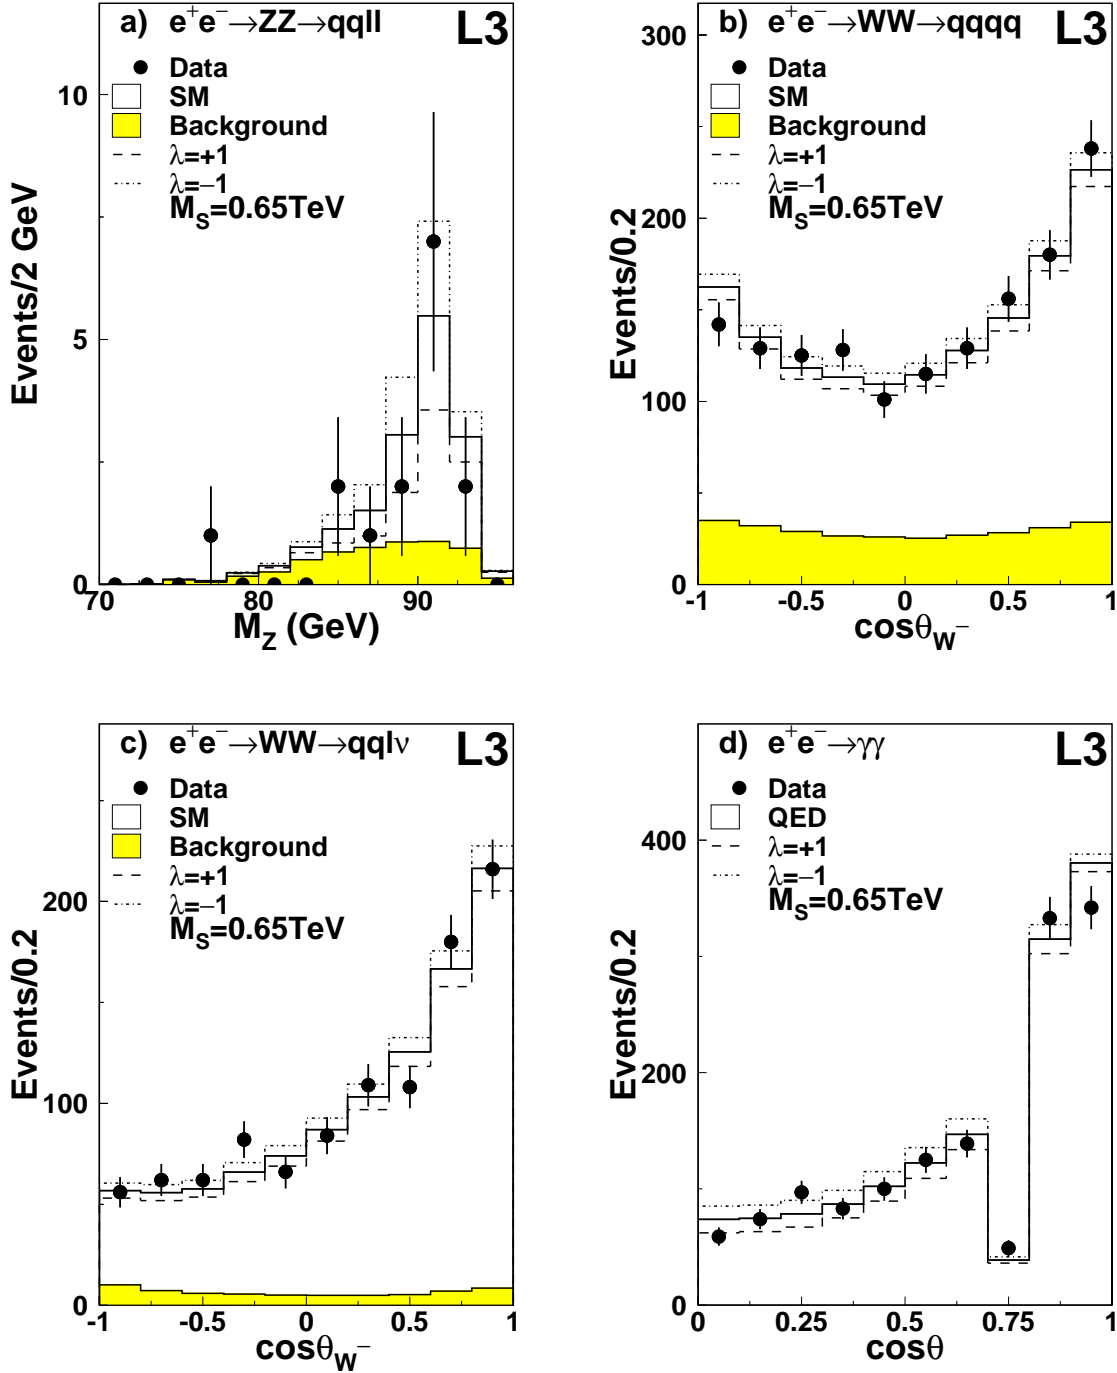 a) e⁺e⁻→ZZ→qqll L3
Data
SM
Background
λ=+1
λ=−1
M_S=0.65TeV
10
5
0
Events/2 GeV
70 80 90
M_Z (GeV)
b) e⁺e⁻→WW→qqqq L3
Data
SM
Background
λ=+1
λ=−1
M_S=0.65TeV
300
200
100
0
Events/0.2
-1 -0.5 0 0.5 1
cosθ_W⁻
c) e⁺e⁻→WW→qqlν L3
Data
SM
Background
λ=+1
λ=−1
M_S=0.65TeV
200
100
0
Events/0.2
-1 -0.5 0 0.5 1
cosθ_W⁻
d) e⁺e⁻→γγ L3
Data
QED
λ=+1
λ=−1
M_S=0.65TeV
400
200
0
Events/0.2
0 0.25 0.5 0.75 1
cosθ